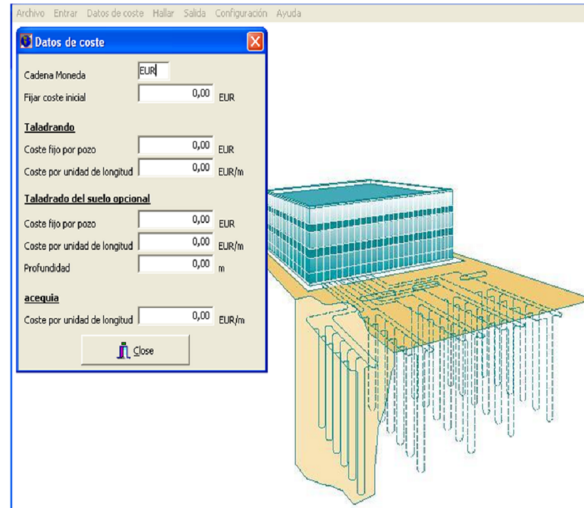 Archivo Entrar Datos de coste Hallar Salida Configuración Ayuda
Datos de coste
Cadena Moneda EUR
Fijar coste inicial 0,00 EUR
Taladrando
Coste fijo por pozo 0,00 EUR
Coste por unidad de longitud 0,00 EUR/m
Taladrado del suelo opcional
Coste fijo por pozo 0,00 EUR
Coste por unidad de longitud 0,00 EUR/m
Profundidad 0,00 m
acequia
Coste por unidad de longitud 0,00 EUR/m
Close